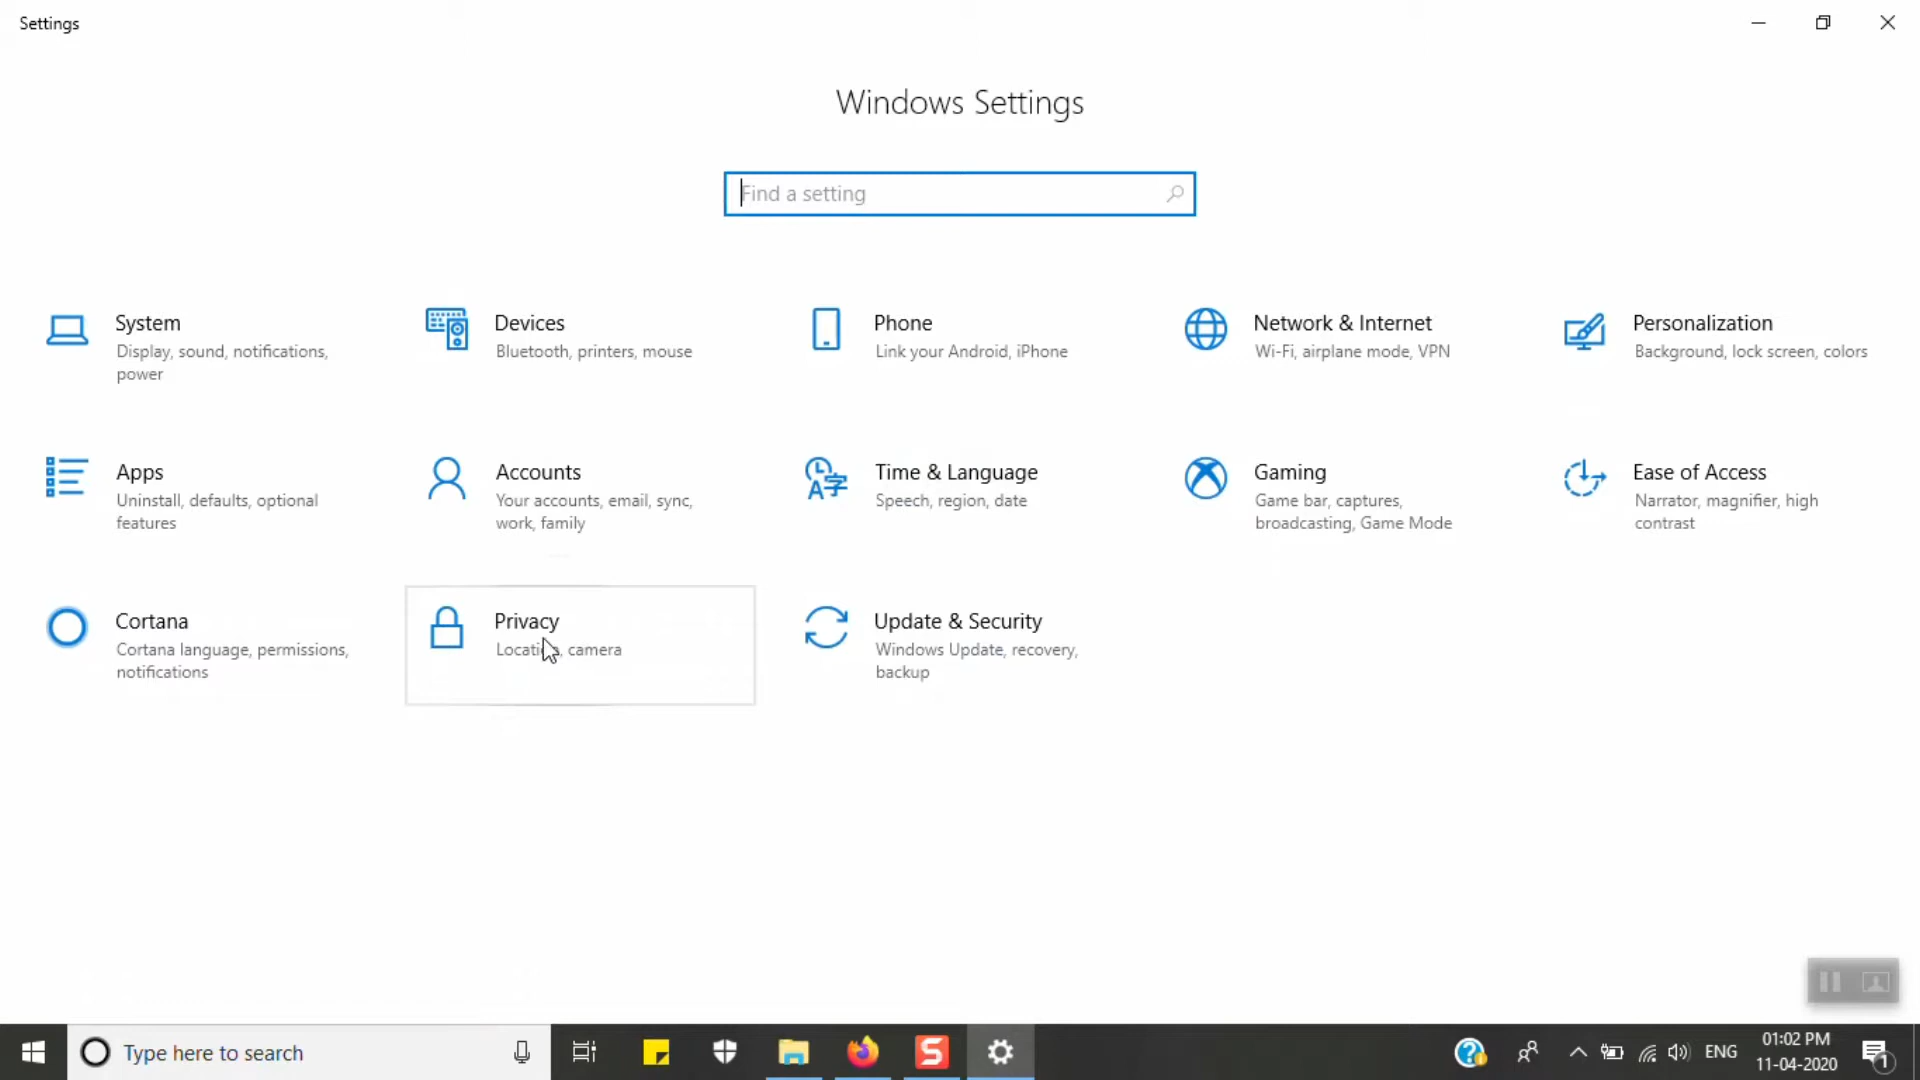 Settings
Windows Settings
Find a setting
System
Display, sound, notifications,
power
Devices
Bluetooth, printers, mouse
Phone
Link your Android, iPhone
Network & Internet
Wi-Fi, airplane mode, VPN
Personalization
Background, lock screen, colors
Apps
Uninstall, defaults, optional
features
Accounts
Your accounts, email, sync,
work, family
Time & Language
Speech, region, date
Gaming
Game bar, captures,
broadcasting, Game Mode
Ease of Access
Narrator, magnifier, high
contrast
Cortana
Cortana language, permissions,
notifications
Privacy
Location, camera
Update & Security
Windows Update, recovery,
backup
Type here to search
S
ENG
01:02 PM
11-04-2020
1